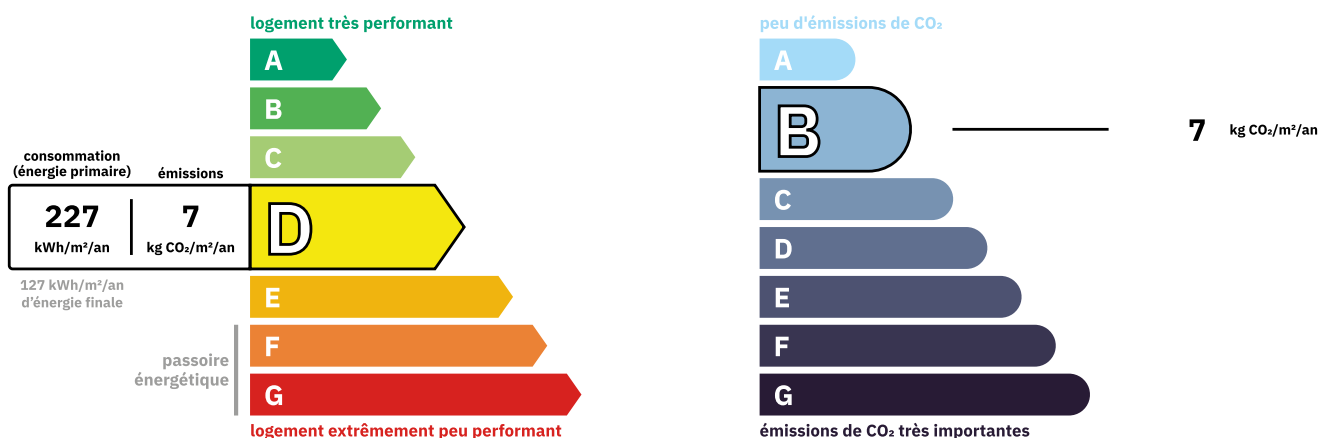 logement très performant
A
B
C
consommation
(énergie primaire)
émissions
227
kWh/m²/an
7
kg CO₂/m²/an
D
127 kWh/m²/an
d’énergie finale
E
passoire
énergétique
F
G
logement extrêmement peu performant
peu d'émissions de CO₂
A
B
7 kg CO₂/m²/an
C
D
E
F
G
émissions de CO₂ très importantes